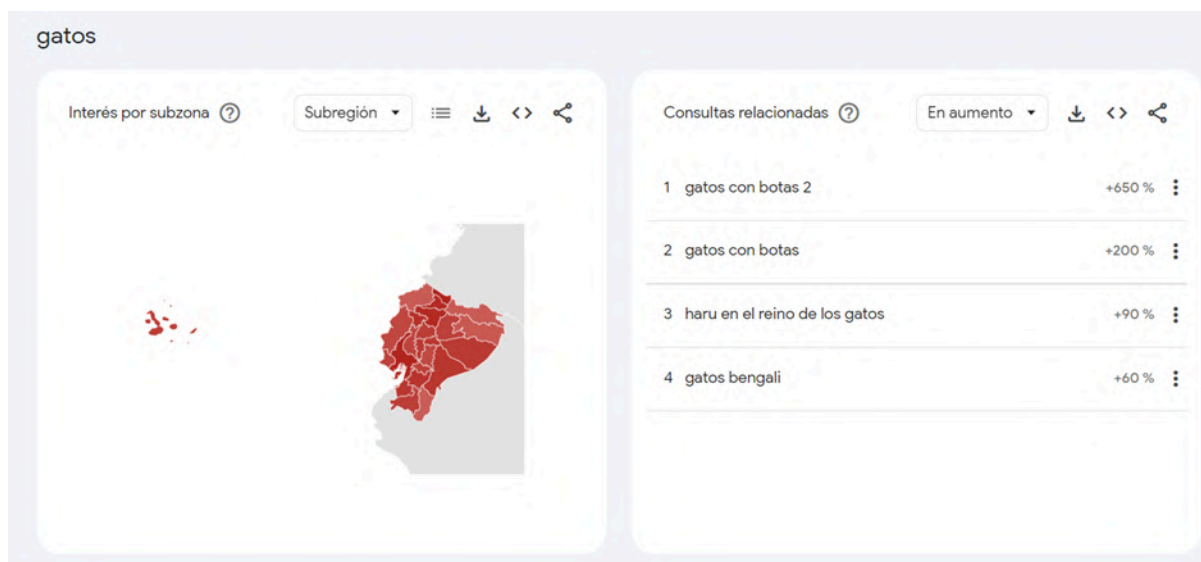 gatos
Interés por subzona
Subregión
Consultas relacionadas
En aumento
1 gatos con botas 2 +650 %
2 gatos con botas +200 %
3 haru en el reino de los gatos +90 %
4 gatos bengali +60 %